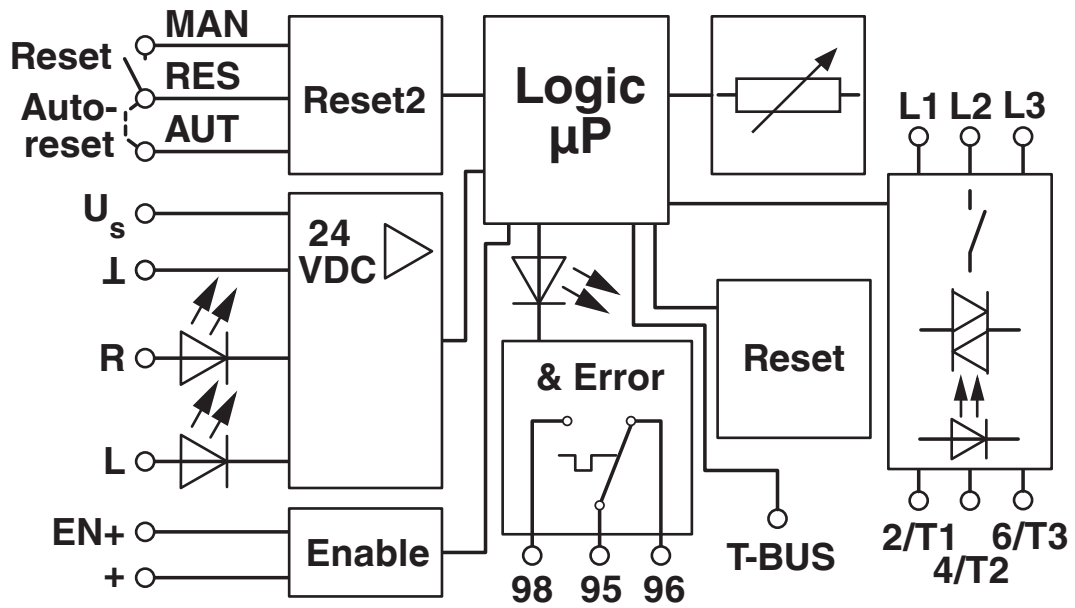 MAN
Reset
RES
Auto-
reset
AUT
Reset2
Logic
µP
L1 L2 L3
Us
⊥
24
VDC
R
L
EN+
+
Enable
& Error
Reset
98 95 96
T-BUS
2/T1 6/T3
4/T2